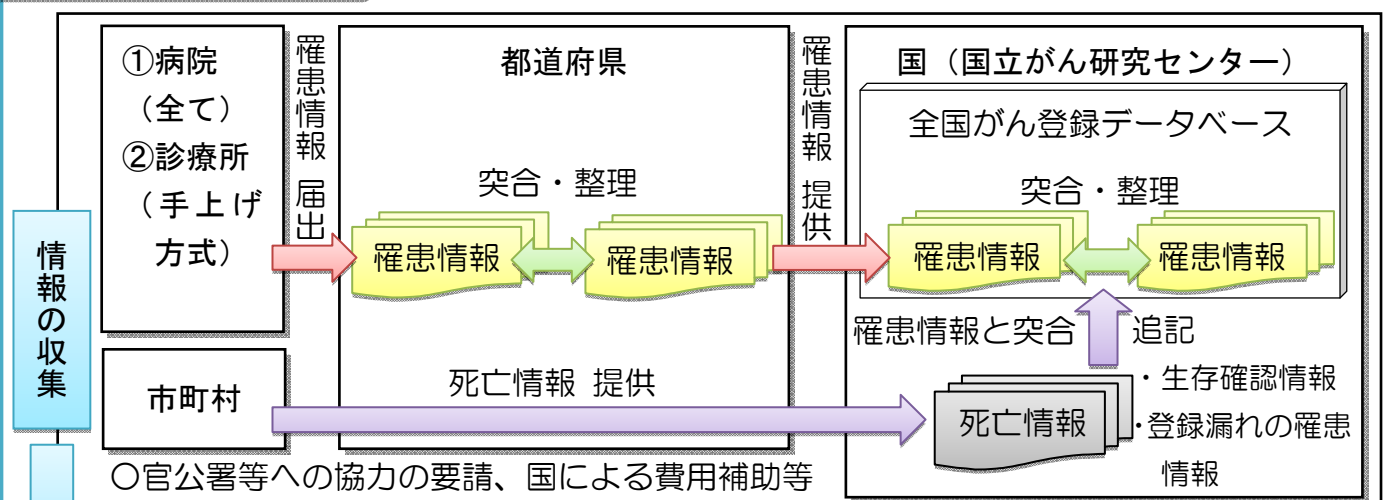 情報の収集
①病院
（全て）
②診療所
（手上げ
方式）
罹患情報 届出
都道府県
突合・整理
罹患情報
罹患情報
罹患情報 提供
国（国立がん研究センター）
全国がん登録データベース
突合・整理
罹患情報
罹患情報
罹患情報と突合
追記
市町村
死亡情報 提供
死亡情報
・生存確認情報
・登録漏れの罹患
情報
〇官公署等への協力の要請、国による費用補助等